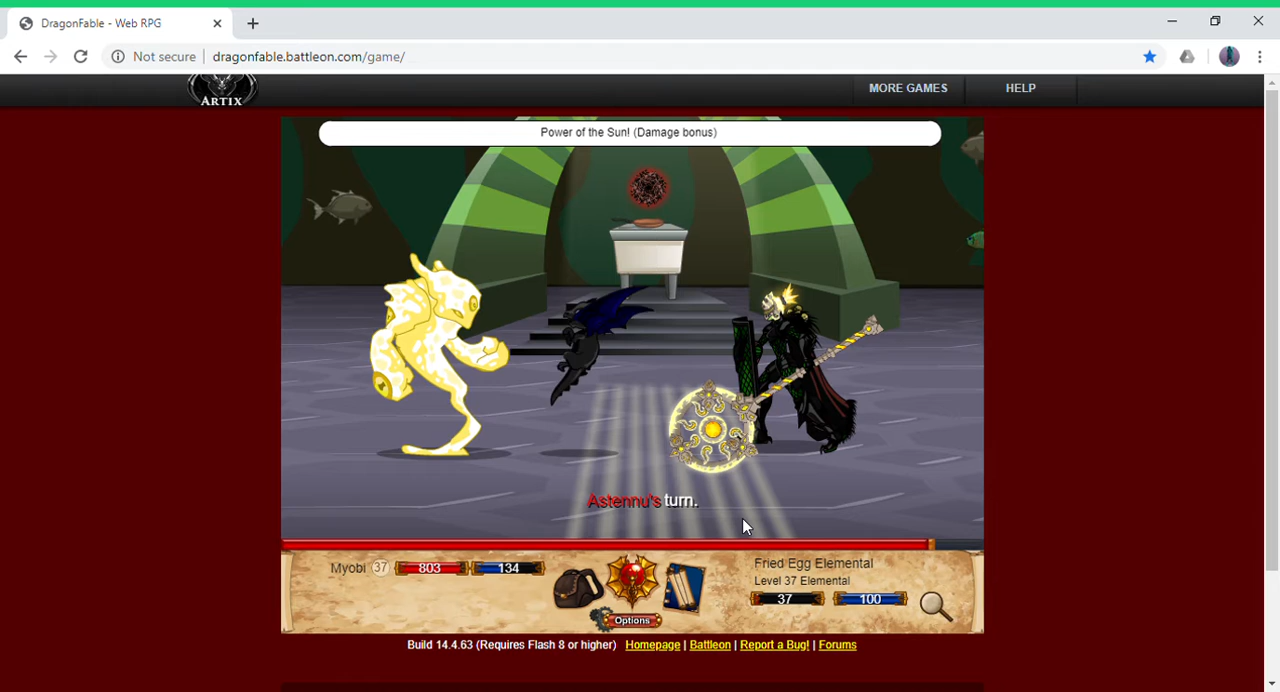 DragonFable - Web RPG
Not secure
dragonfable.battleon.com/game/
ARTIX
MORE GAMES
HELP
Power of the Sun! (Damage bonus)
Astennu's turn.
Myobi 37 803 134
Options
Fried Egg Elemental
Level 37 Elemental
37 100
Build 14.4.63 (Requires Flash 8 or higher) Homepage | Battleon | Report a Bug! | Forums